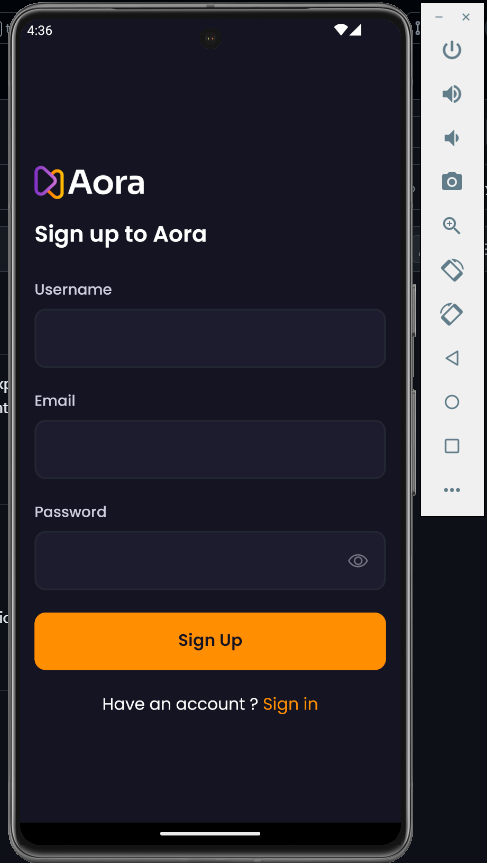 4:36
Aora
Sign up to Aora
Username
Email
Password
Sign Up
Have an account ? Sign in